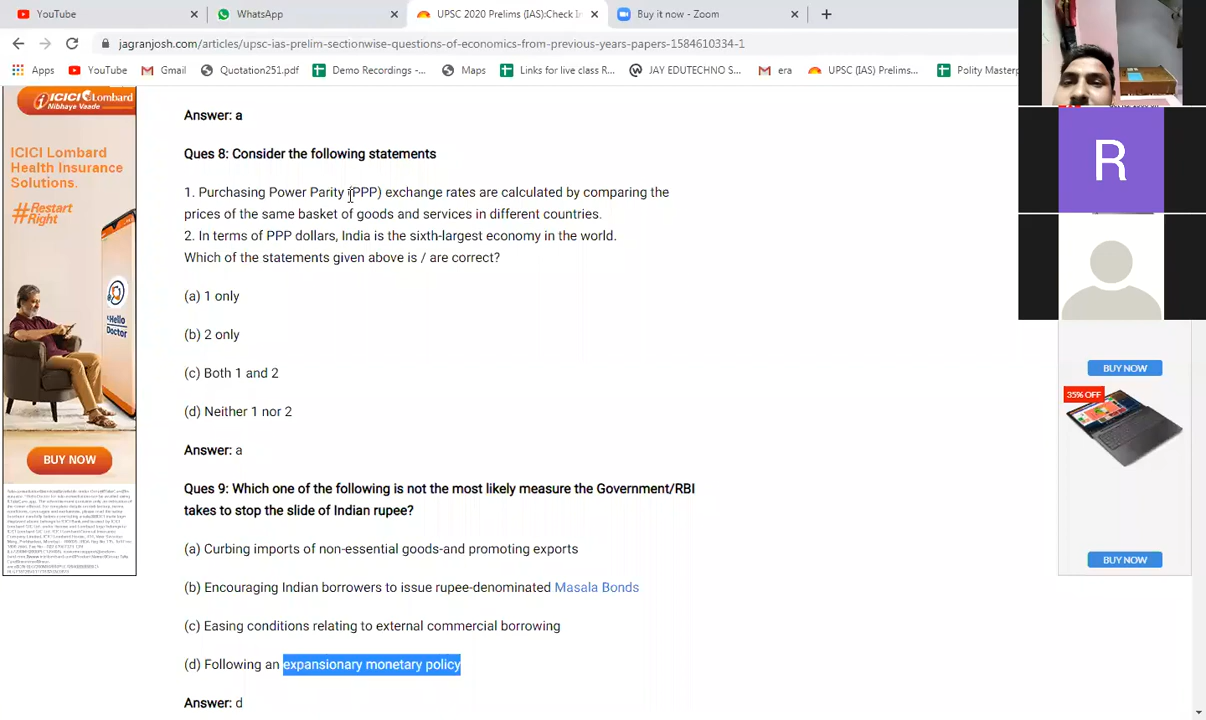 YouTube
WhatsApp
UPSC 2020 Prelims (IAS):Check In
Buy it now - Zoom
jagranjosh.com/articles/upsc-ias-prelim-sectionwise-questions-of-economics-from-previous-years-papers-1584610334-1
Apps
YouTube
Gmail
Quotation251.pdf
Demo Recordings -...
Maps
Links for live class R...
JAY EDUTECHNO S...
era
UPSC (IAS) Prelims...
Polity Masterp
ICICI Lombard
Nibhaye Vaade
ICICI Lombard
Health Insurance
Solutions.
#Restart
Right
Hello
Doctor
BUY NOW
Answer: a
Ques 8: Consider the following statements
1. Purchasing Power Parity (PPP) exchange rates are calculated by comparing the
prices of the same basket of goods and services in different countries.
2. In terms of PPP dollars, India is the sixth-largest economy in the world.
Which of the statements given above is / are correct?
(a) 1 only
(b) 2 only
(c) Both 1 and 2
(d) Neither 1 nor 2
Answer: a
Ques 9: Which one of the following is not the most likely measure the Government/RBI
takes to stop the slide of Indian rupee?
(a) Curbing imports of non-essential goods-and promoting exports
(b) Encouraging Indian borrowers to issue rupee-denominated Masala Bonds
(c) Easing conditions relating to external commercial borrowing
(d) Following an expansionary monetary policy
Answer: d
R
BUY NOW
35% OFF
BUY NOW